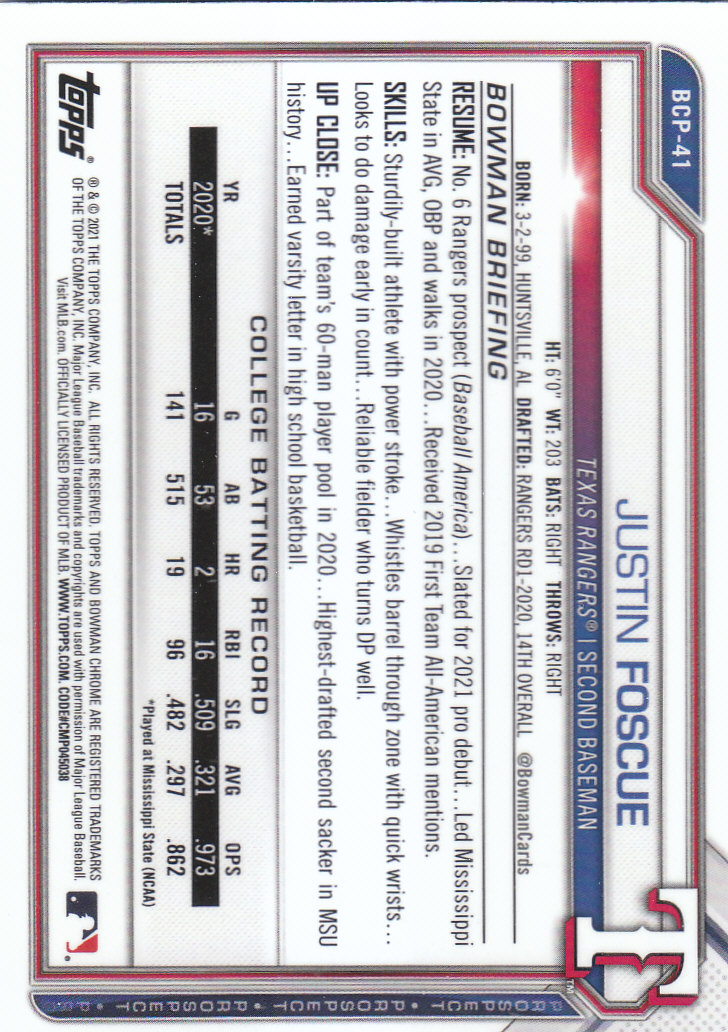 BCP-41
JUSTIN FOSCUE
TEXAS RANGERS® | SECOND BASEMAN
HT: 6'0" WT: 203 BATS: RIGHT THROWS: RIGHT
BORN: 3-2-99, HUNTSVILLE, AL DRAFTED: RANGERS RD1-2020, 14TH OVERALL @BowmanCards
BOWMAN BRIEFING
RESUME: No. 6 Rangers prospect (Baseball America)...Slated for 2021 pro debut...Led Mississippi
State in AVG, OBP and walks in 2020...Received 2019 First Team All-American mentions.
SKILLS: Sturdily-built athlete with power stroke...Whistles barrel through zone with quick wrists...
Looks to do damage early in count...Reliable fielder who turns DP well.
UP CLOSE: Part of team's 60-man player pool in 2020...Highest-drafted second sacker in MSU
history...Earned varsity letter in high school basketball.
COLLEGE BATTING RECORD
YR G AB HR RBI SLG AVG OPS
2020* 16 53 2 16 .509 .321 .973
TOTALS 141 515 19 96 .482 .297 .862
*Played at Mississippi State (NCAA)
TOPPS® ® & © 2021 THE TOPPS COMPANY, INC. ALL RIGHTS RESERVED. TOPPS AND BOWMAN CHROME ARE REGISTERED TRADEMARKS
OF THE TOPPS COMPANY, INC. Major League Baseball trademarks and copyrights are used with permission of Major League Baseball.
Visit MLB.com. OFFICIALLY LICENSED PRODUCT OF MLB. WWW.TOPPS.COM. CODE#CMP045038
T™
PROSPECT • PROSPECT • PROSPECT • PROSPECT